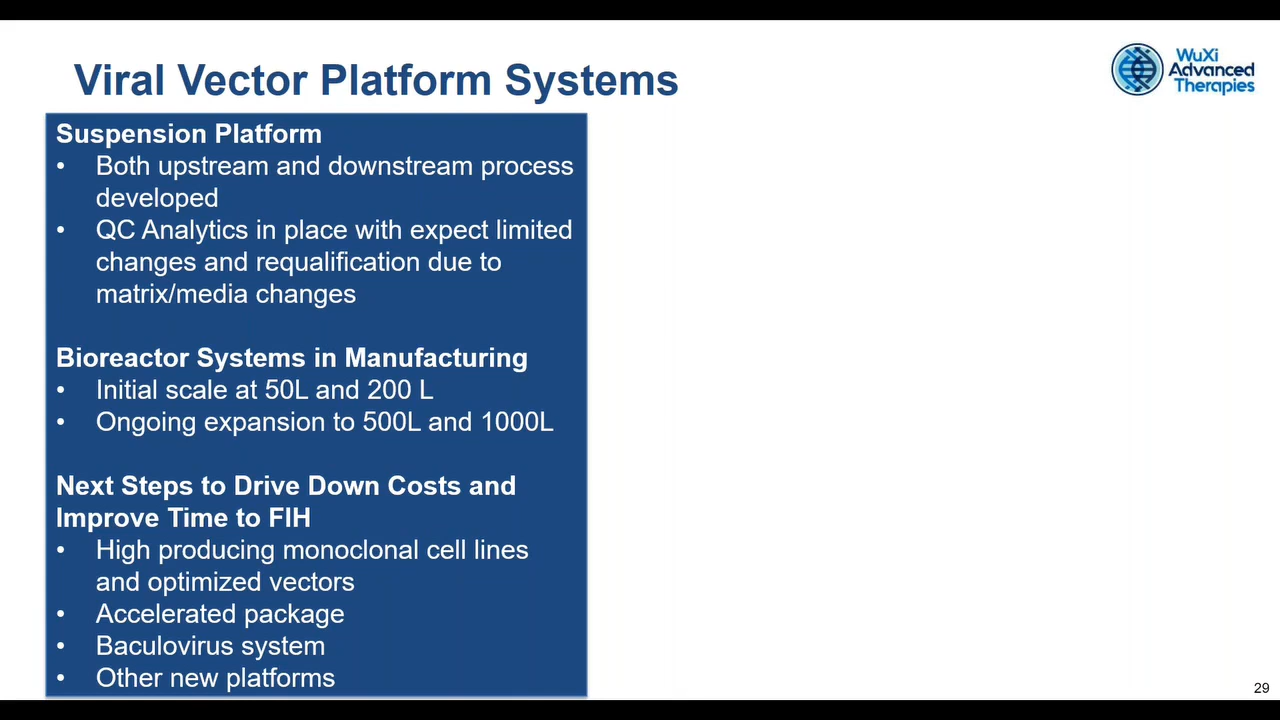 Viral Vector Platform Systems
WuXi
Advanced
Therapies
Suspension Platform
• Both upstream and downstream process
developed
• QC Analytics in place with expect limited
changes and requalification due to
matrix/media changes
Bioreactor Systems in Manufacturing
• Initial scale at 50L and 200 L
• Ongoing expansion to 500L and 1000L
Next Steps to Drive Down Costs and
Improve Time to FIH
• High producing monoclonal cell lines
and optimized vectors
• Accelerated package
• Baculovirus system
• Other new platforms
29